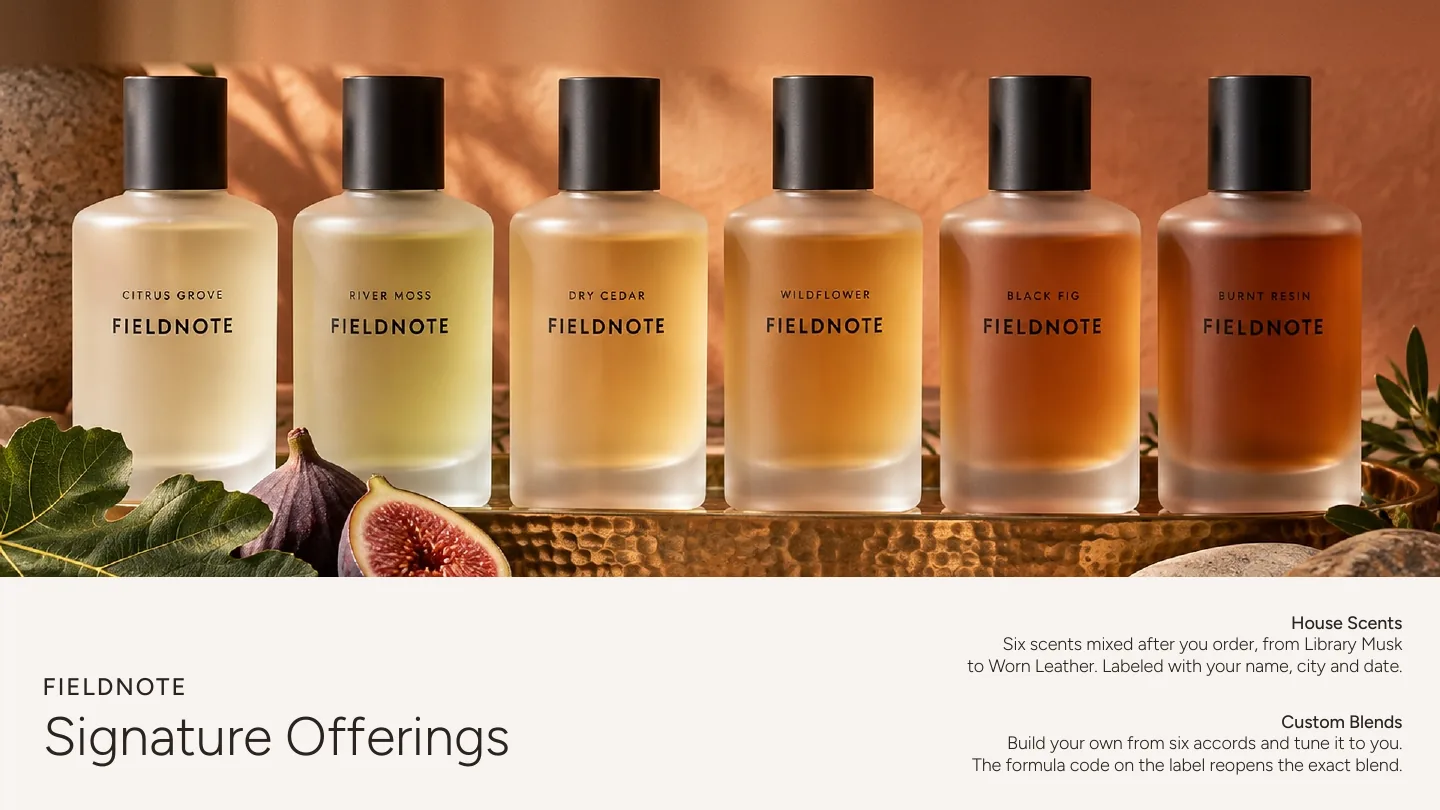 CITRUS GROVE
FIELDNOTE
RIVER MOSS
FIELDNOTE
DRY CEDAR
FIELDNOTE
WILDFLOWER
FIELDNOTE
BLACK FIG
FIELDNOTE
BURNT RESIN
FIELDNOTE
FIELDNOTE
Signature Offerings
House Scents
Six scents mixed after you order, from Library Musk
to Worn Leather. Labeled with your name, city and date.
Custom Blends
Build your own from six accords and tune it to you.
The formula code on the label reopens the exact blend.